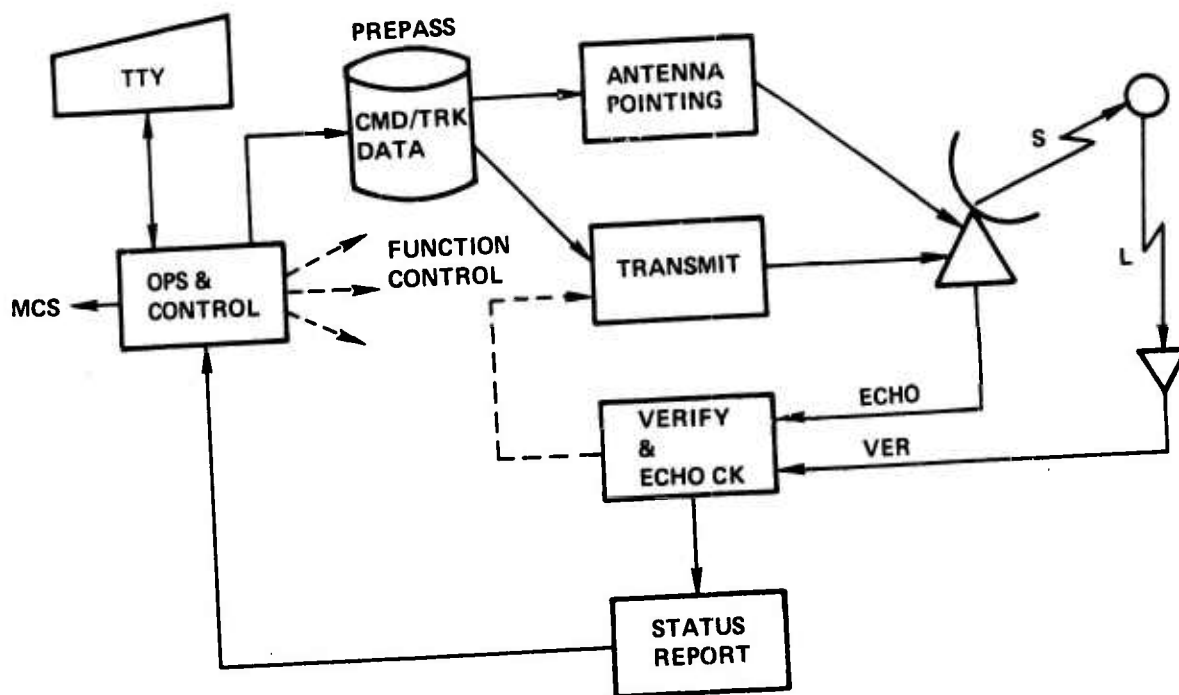 PREPASS
TTY
CMD/TRK
DATA
ANTENNA
POINTING
S
L
FUNCTION
CONTROL
TRANSMIT
MCS
OPS &
CONTROL
ECHO
VER
VERIFY
&
ECHO CK
STATUS
REPORT